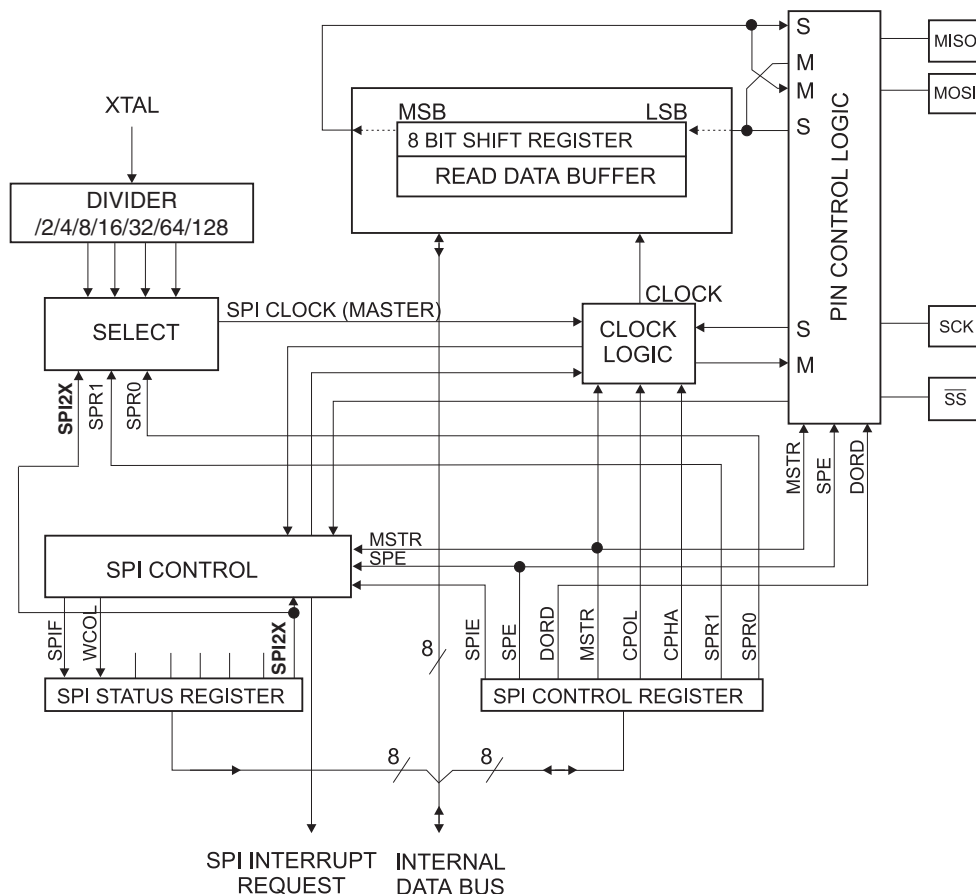 S
MISO
M
M
MOSI
XTAL
MSB
LSB
8 BIT SHIFT REGISTER
S
READ DATA BUFFER
PIN CONTROL LOGIC
DIVIDER
/2/4/8/16/32/64/128
SPI CLOCK (MASTER)
CLOCK
SELECT
CLOCK
LOGIC
S
SCK
M
SPI2X
SPR1
SPR0
SS
MSTR
SPE
DORD
MSTR
SPE
SPI CONTROL
SPIF
WCOL
SPI2X
SPIE
SPE
DORD
MSTR
CPOL
CPHA
SPR1
SPR0
8
SPI STATUS REGISTER
SPI CONTROL REGISTER
8
8
SPI INTERRUPT
REQUEST
INTERNAL
DATA BUS